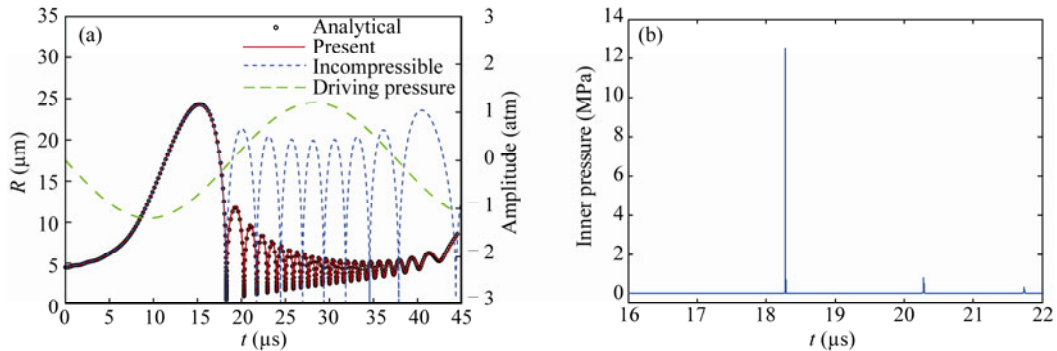 (a)
Analytical
Present
Incompressible
Driving pressure
35
30
25
20
15
10
5
0
R (μm)
3
2
1
0
−1
−2
−3
Amplitude (atm)
0 5 10 15 20 25 30 35 40 45
t (μs)
(b)
14
12
10
8
6
4
2
0
Inner pressure (MPa)
16 17 18 19 20 21 22
t (μs)